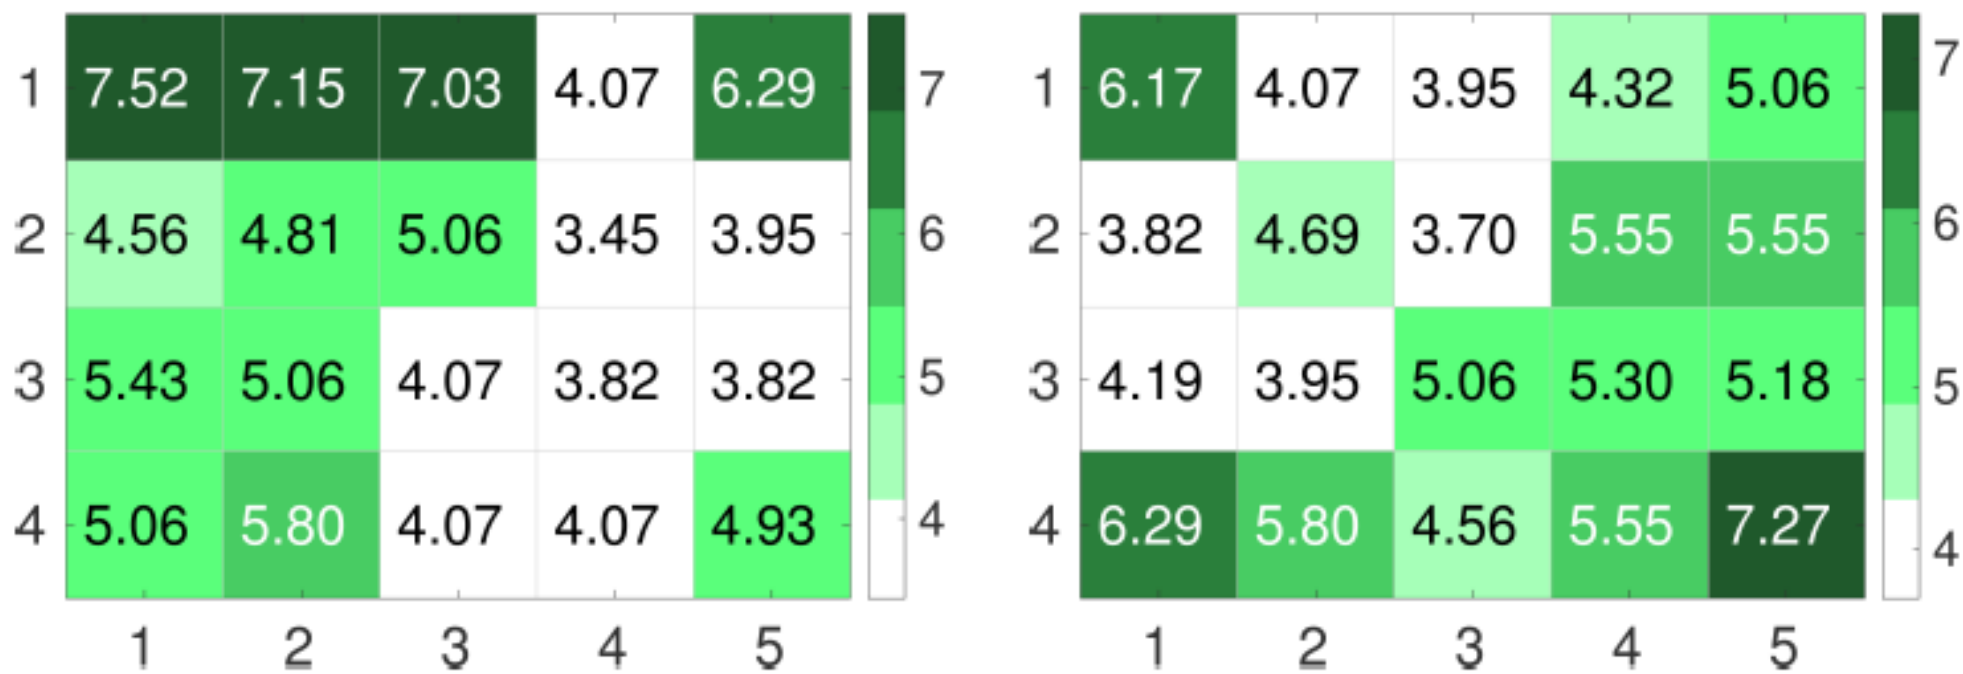 1 7.52 7.15 7.03 4.07 6.29 7
2 4.56 4.81 5.06 3.45 3.95 6
3 5.43 5.06 4.07 3.82 3.82 5
4 5.06 5.80 4.07 4.07 4.93 4
1 2 3 4 5
1 6.17 4.07 3.95 4.32 5.06 7
2 3.82 4.69 3.70 5.55 5.55 6
3 4.19 3.95 5.06 5.30 5.18 5
4 6.29 5.80 4.56 5.55 7.27 4
1 2 3 4 5